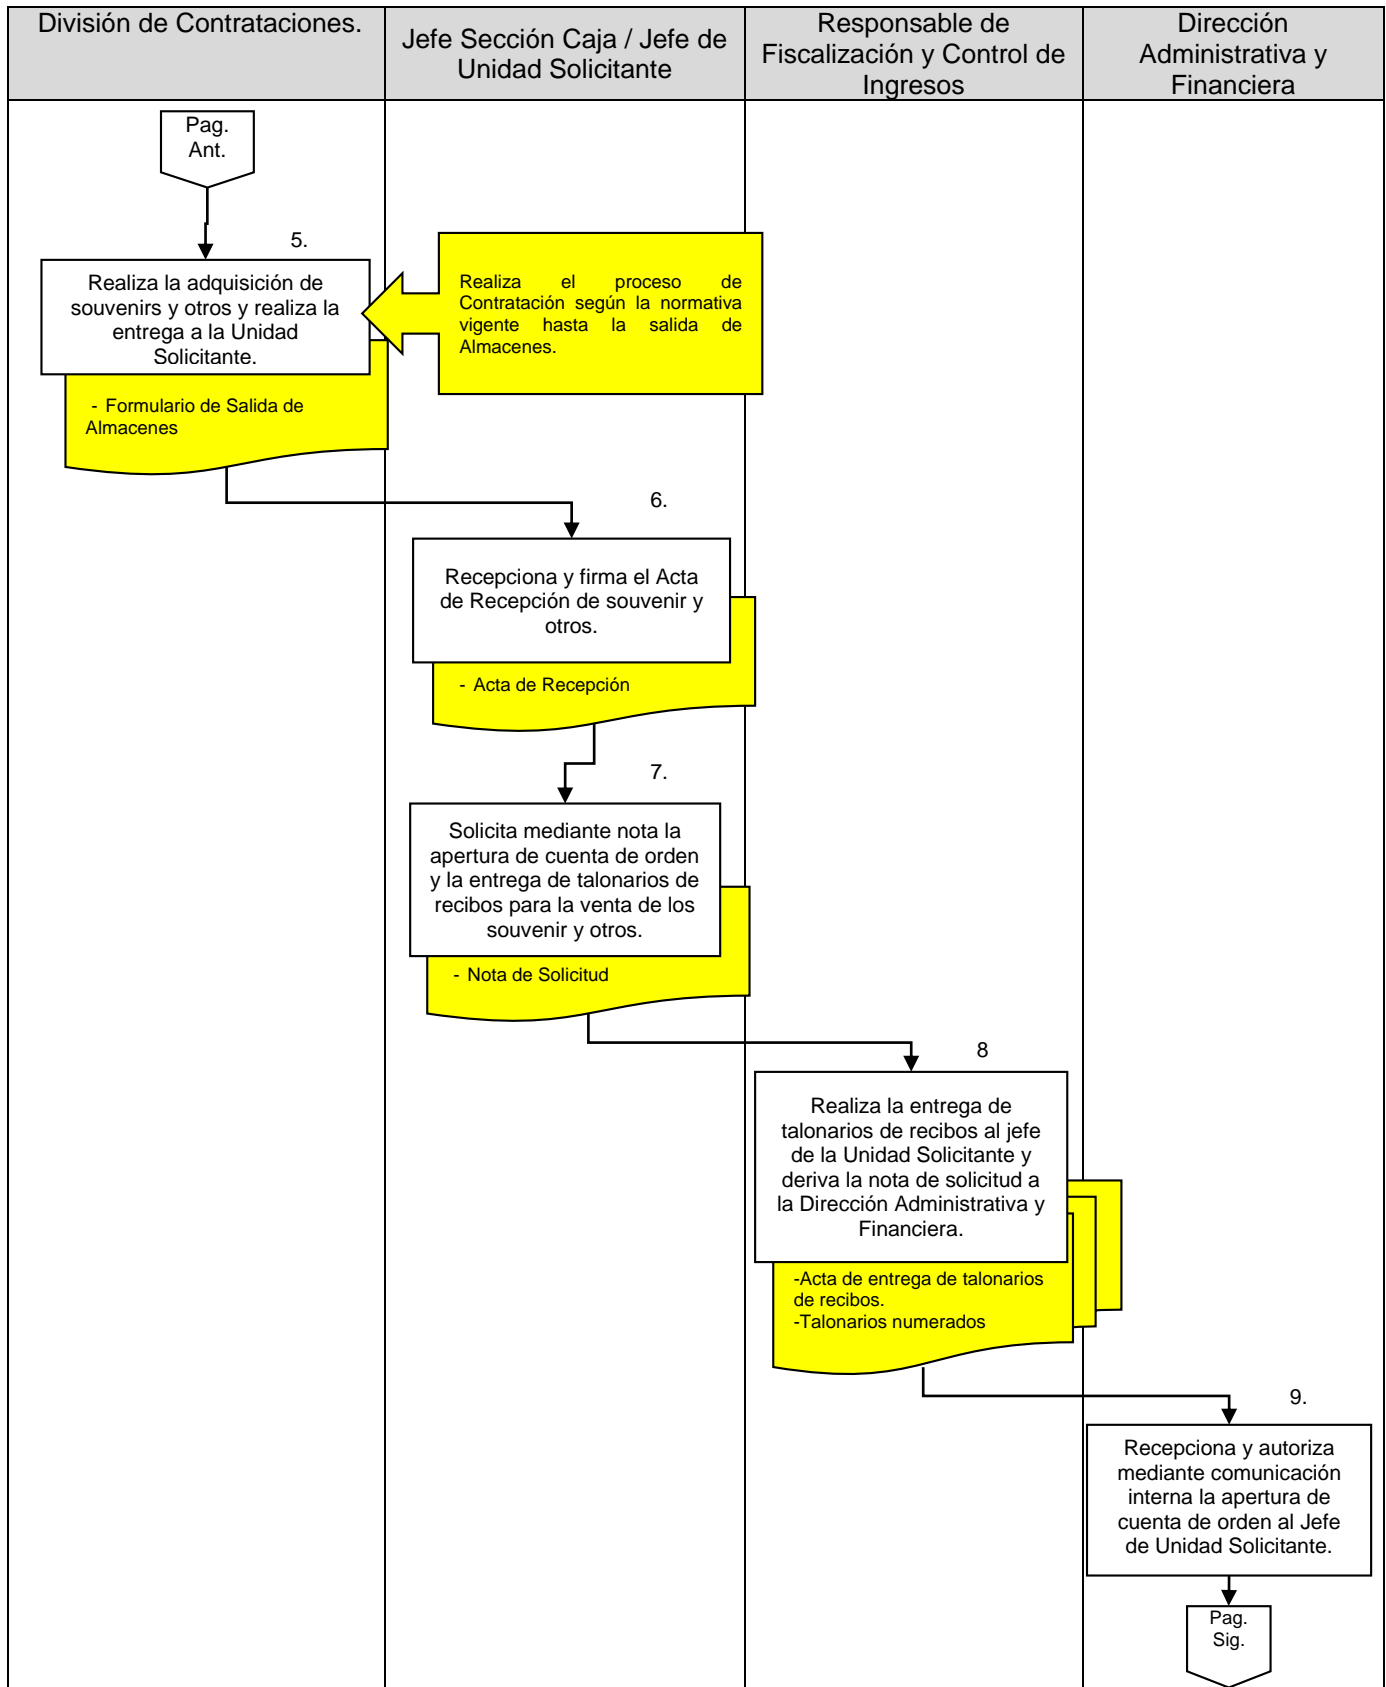 División de Contrataciones.
Jefe Sección Caja / Jefe de
Unidad Solicitante
Responsable de
Fiscalización y Control de
Ingresos
Dirección
Administrativa y
Financiera
Pag.
Ant.
5.
Realiza la adquisición de
souvenirs y otros y realiza la
entrega a la Unidad
Solicitante.
Realiza el proceso de
Contratación según la normativa
vigente hasta la salida de
Almacenes.
- Formulario de Salida de
Almacenes
6.
Recepciona y firma el Acta
de Recepción de souvenir y
otros.
- Acta de Recepción
7.
Solicita mediante nota la
apertura de cuenta de orden
y la entrega de talonarios de
recibos para la venta de los
souvenir y otros.
- Nota de Solicitud
8
Realiza la entrega de
talonarios de recibos al jefe
de la Unidad Solicitante y
deriva la nota de solicitud a
la Dirección Administrativa y
Financiera.
-Acta de entrega de talonarios
de recibos.
-Talonarios numerados
9.
Recepciona y autoriza
mediante comunicación
interna la apertura de
cuenta de orden al Jefe
de Unidad Solicitante.
Pag.
Sig.